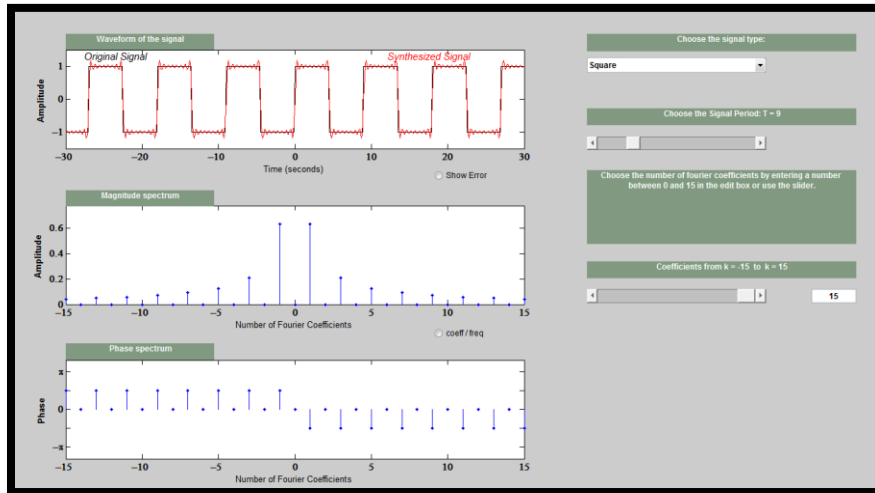 Waveform of the signal
Original Signal
Synthesized Signal
Amplitude
1
0
−1
−30 −20 −10 0 10 20 30
Time (seconds)
Show Error
Magnitude spectrum
Amplitude
0.6
0.4
0.2
0
−15 −10 −5 0 5 10 15
Number of Fourier Coefficients
coeff / freq
Phase spectrum
Phase
π
0
−π
−15 −10 −5 0 5 10 15
Number of Fourier Coefficients
Choose the signal type:
Square
Choose the Signal Period: T = 9
Choose the number of fourier coefficients by entering a number
between 0 and 15 in the edit box or use the slider.
Coefficients from k = -15 to k = 15
15